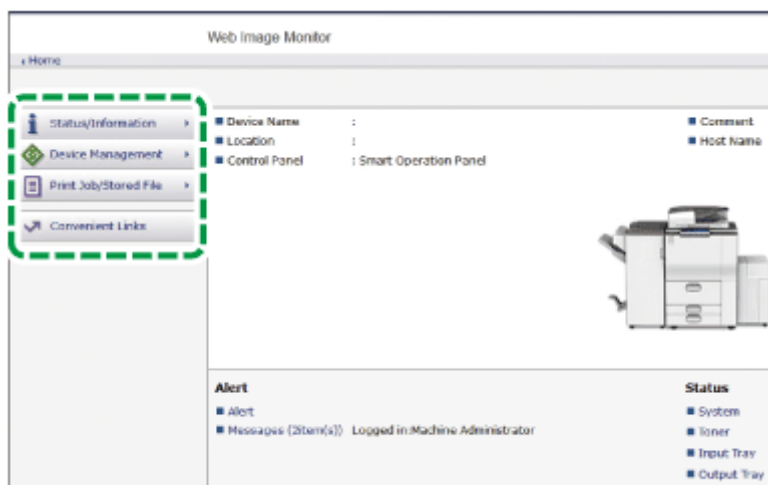 Web Image Monitor
Home
Status/Information
Device Management
Print Job/Stored File
Convenient Links
Device Name :
Location :
Control Panel : Smart Operation Panel
Comment
Host Name
Alert
Alert
Messages (2item(s)) Logged in:Machine Administrator
Status
System
Toner
Input Tray
Output Tray